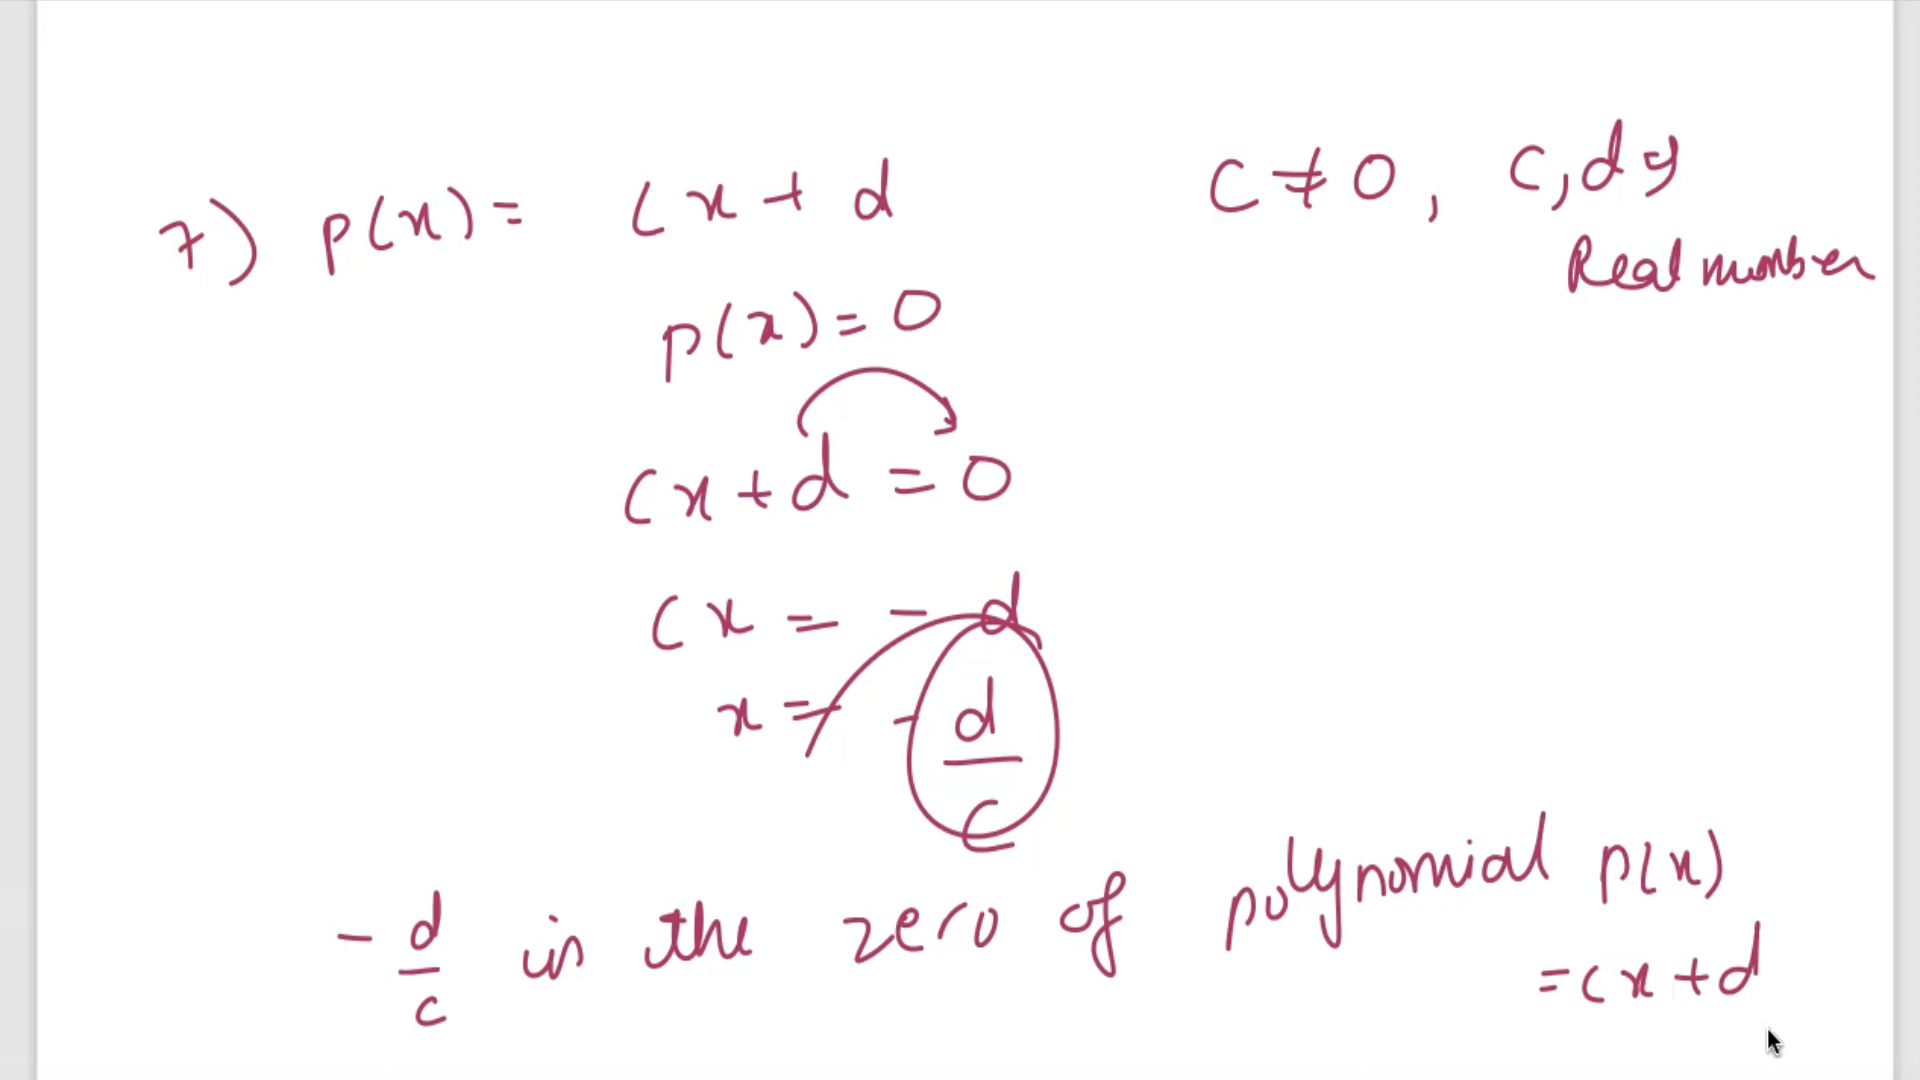 7) p(x) = cx + d    c ≠ 0, c, d
Real number
p(x) = 0
cx + d = 0
cx = - d
x = - d/c
- d/c is the zero of polynomial p(x)
= cx + d